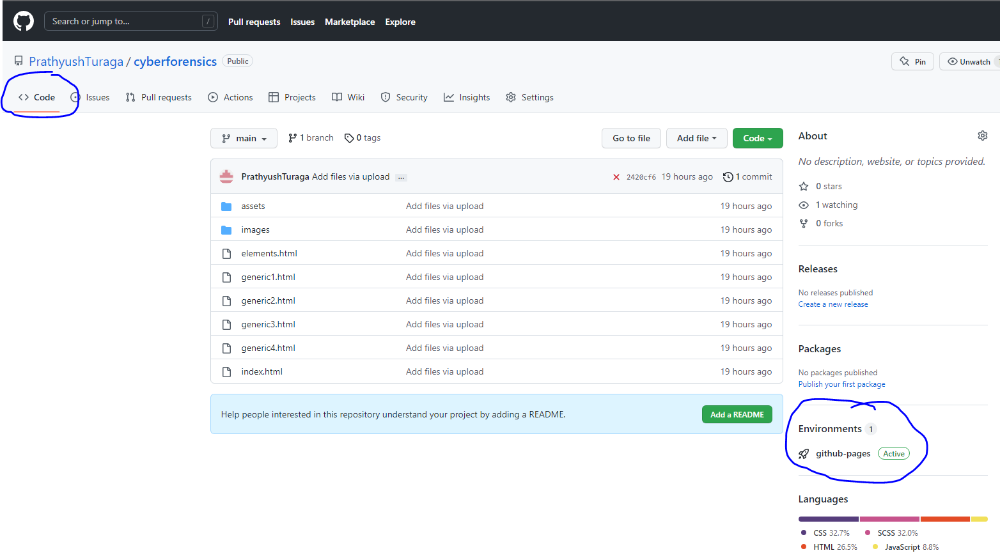 Search or jump to... /
Pull requests Issues Marketplace Explore
PrathyushTuraga / cyberforensics Public
Pin Unwatch
Code Issues Pull requests Actions Projects Wiki Security Insights Settings
main 1 branch 0 tags
Go to file Add file Code
PrathyushTuraga Add files via upload ... 2420cf6 19 hours ago 1 commit
assets Add files via upload 19 hours ago
images Add files via upload 19 hours ago
elements.html Add files via upload 19 hours ago
generic1.html Add files via upload 19 hours ago
generic2.html Add files via upload 19 hours ago
generic3.html Add files via upload 19 hours ago
generic4.html Add files via upload 19 hours ago
index.html Add files via upload 19 hours ago
Help people interested in this repository understand your project by adding a README. Add a README
About
No description, website, or topics provided.
0 stars
1 watching
0 forks
Releases
No releases published
Create a new release
Packages
No packages published
Publish your first package
Environments 1
github-pages Active
Languages
CSS 32.7% SCSS 32.0%
HTML 26.5% JavaScript 8.8%